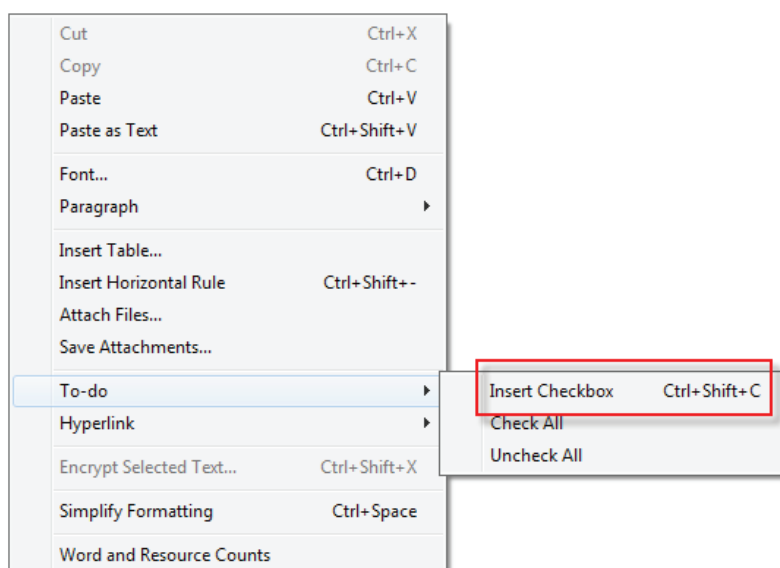 Cut Ctrl+X
Copy Ctrl+C
Paste Ctrl+V
Paste as Text Ctrl+Shift+V
Font... Ctrl+D
Paragraph
Insert Table...
Insert Horizontal Rule Ctrl+Shift+-
Attach Files...
Save Attachments...
To-do
Hyperlink
Encrypt Selected Text... Ctrl+Shift+X
Simplify Formatting Ctrl+Space
Word and Resource Counts
Insert Checkbox Ctrl+Shift+C
Check All
Uncheck All